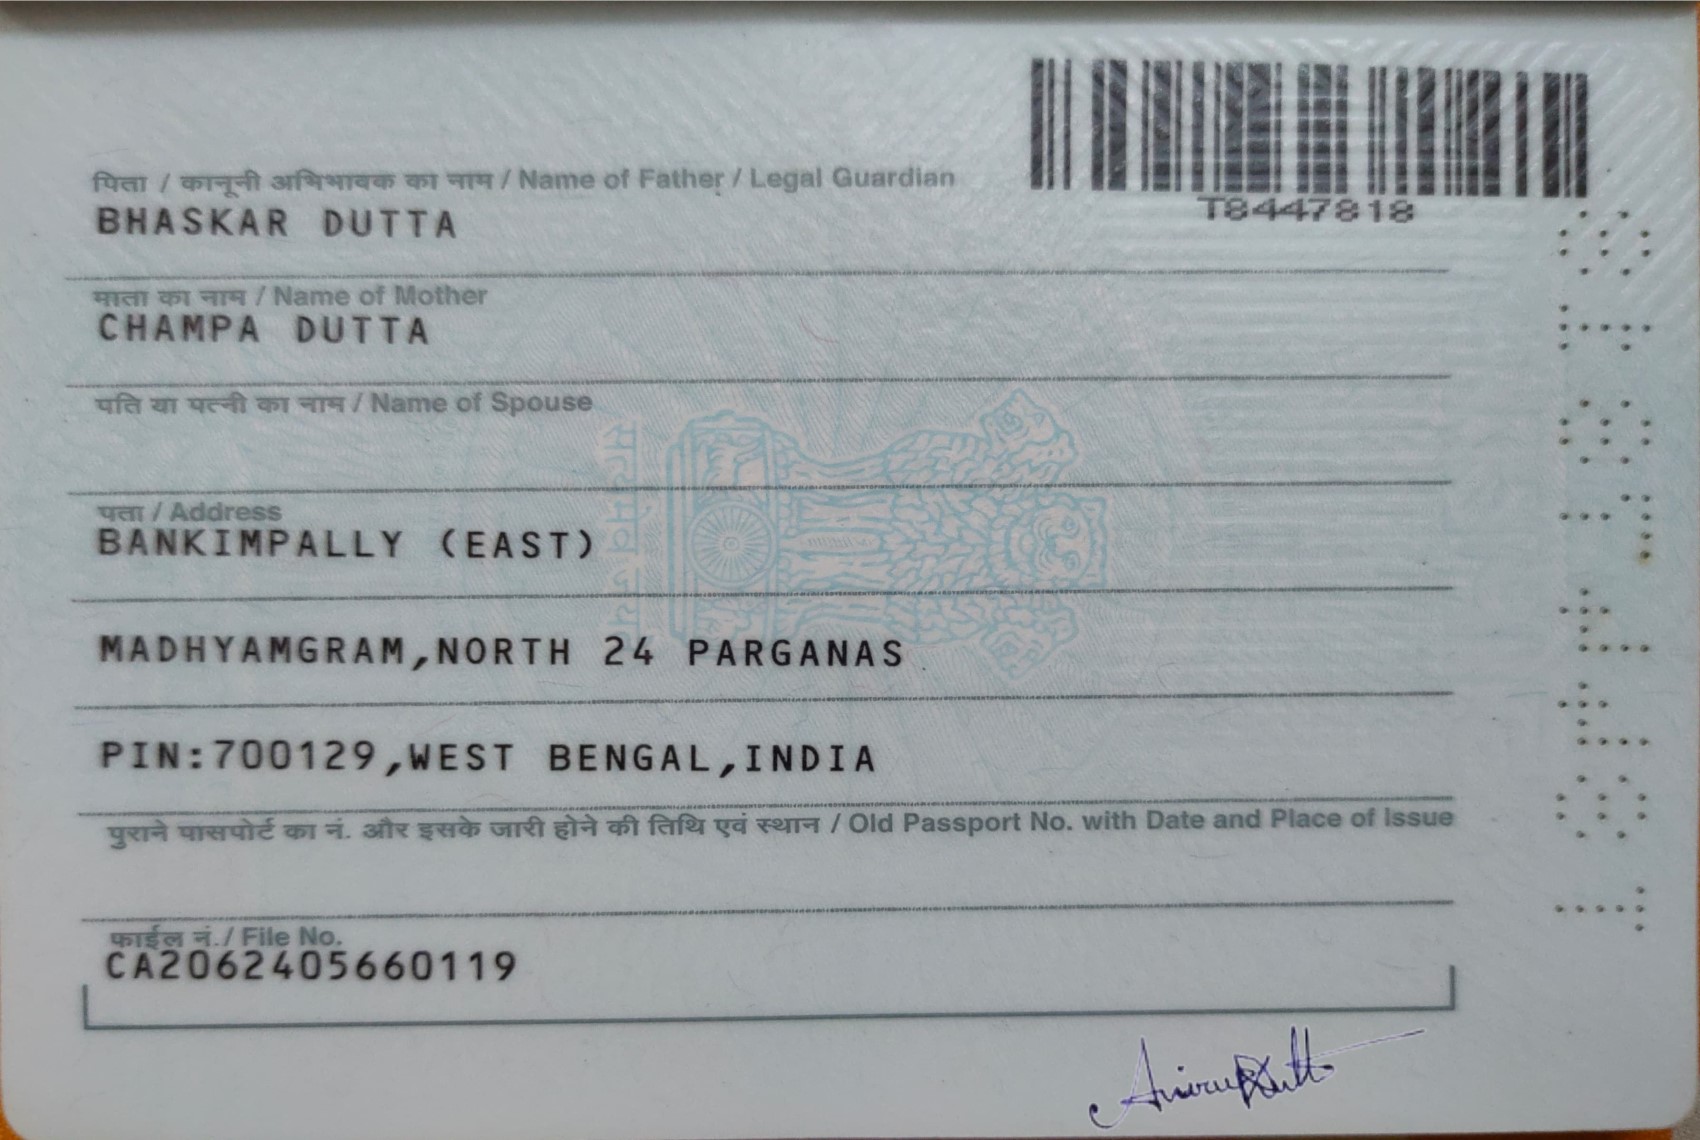 T8447818
पिता / कानूनी अभिभावक का नाम / Name of Father / Legal Guardian
BHASKAR DUTTA
माता का नाम / Name of Mother
CHAMPA DUTTA
पति या पत्नी का नाम / Name of Spouse
पता / Address
BANKIMPALLY (EAST)
MADHYAMGRAM,NORTH 24 PARGANAS
PIN:700129,WEST BENGAL,INDIA
पुराने पासपोर्ट का नं. और इसके जारी होने की तिथि एवं स्थान / Old Passport No. with Date and Place of Issue
फाईल नं./ File No.
CA2062405660119